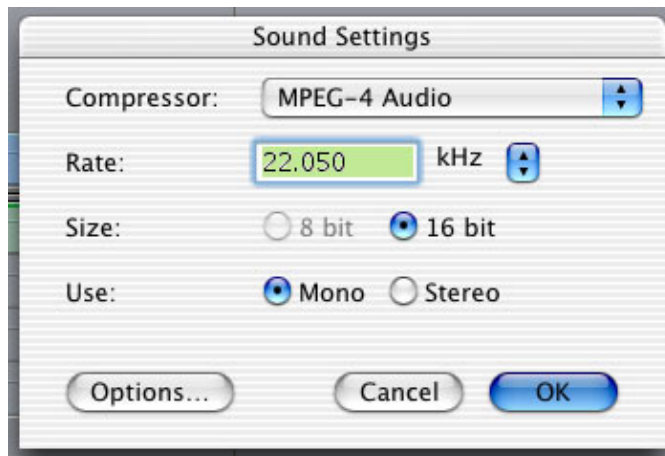 Sound Settings
Compressor: MPEG-4 Audio
Rate: 22.050 kHz
Size: 8 bit 16 bit
Use: Mono Stereo
Options... Cancel OK